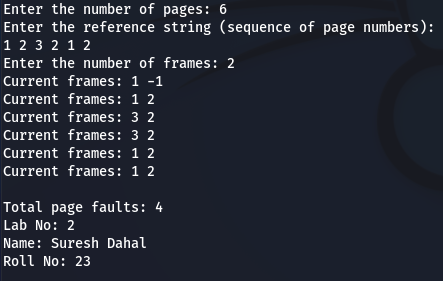 Enter the number of pages: 6
Enter the reference string (sequence of page numbers):
1 2 3 2 1 2
Enter the number of frames: 2
Current frames: 1 -1
Current frames: 1 2
Current frames: 3 2
Current frames: 3 2
Current frames: 1 2
Current frames: 1 2

Total page faults: 4
Lab No: 2
Name: Suresh Dahal
Roll No: 23